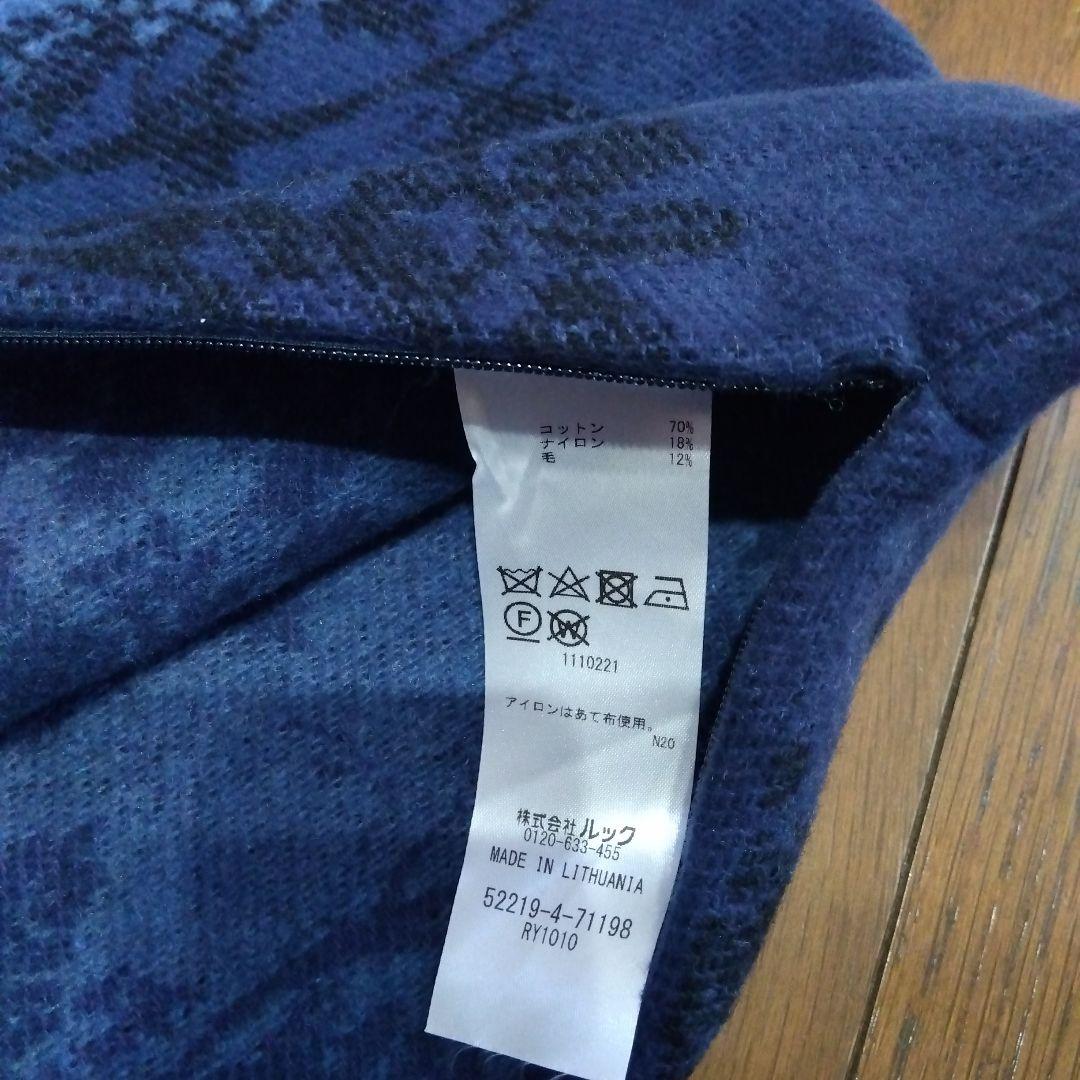 コットン 70%
ナイロン 18%
毛 12%
F W
1110221
アイロンはあて布使用。
N20
株式会社ルック
0120-633-455
MADE IN LITHUANIA
52219-4-71198
RY1010